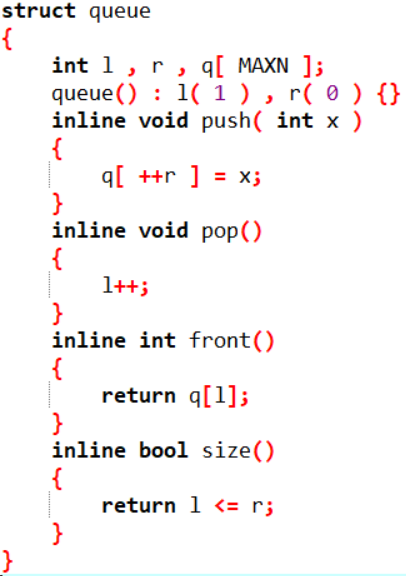 struct queue
{
    int l , r , q[ MAXN ];
    queue() : l( 1 ) , r( 0 ) {}
    inline void push( int x )
    {
        q[ ++r ] = x;
    }
    inline void pop()
    {
        l++;
    }
    inline int front()
    {
        return q[l];
    }
    inline bool size()
    {
        return l <= r;
    }
}